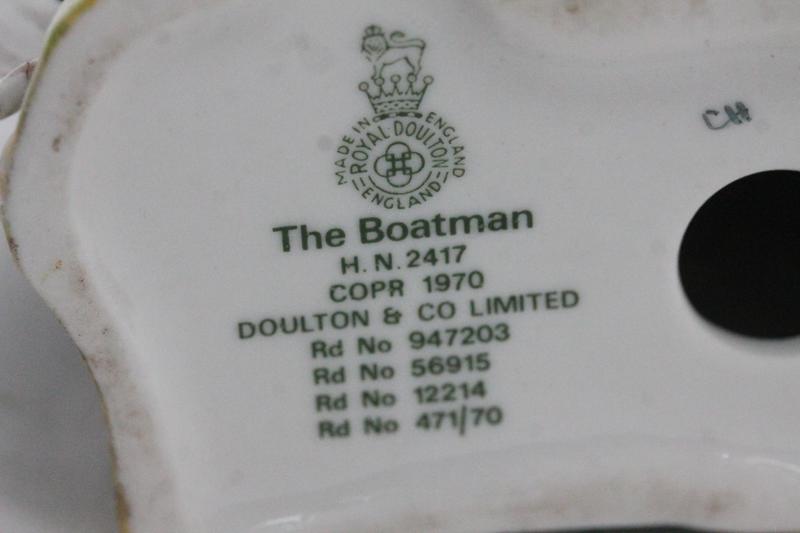 MADE IN ENGLAND
ROYAL DOULTON
ENGLAND
CH
The Boatman
H.N.2417
COPR 1970
DOULTON & CO LIMITED
Rd No 947203
Rd No 56915
Rd No 12214
Rd No 471/70